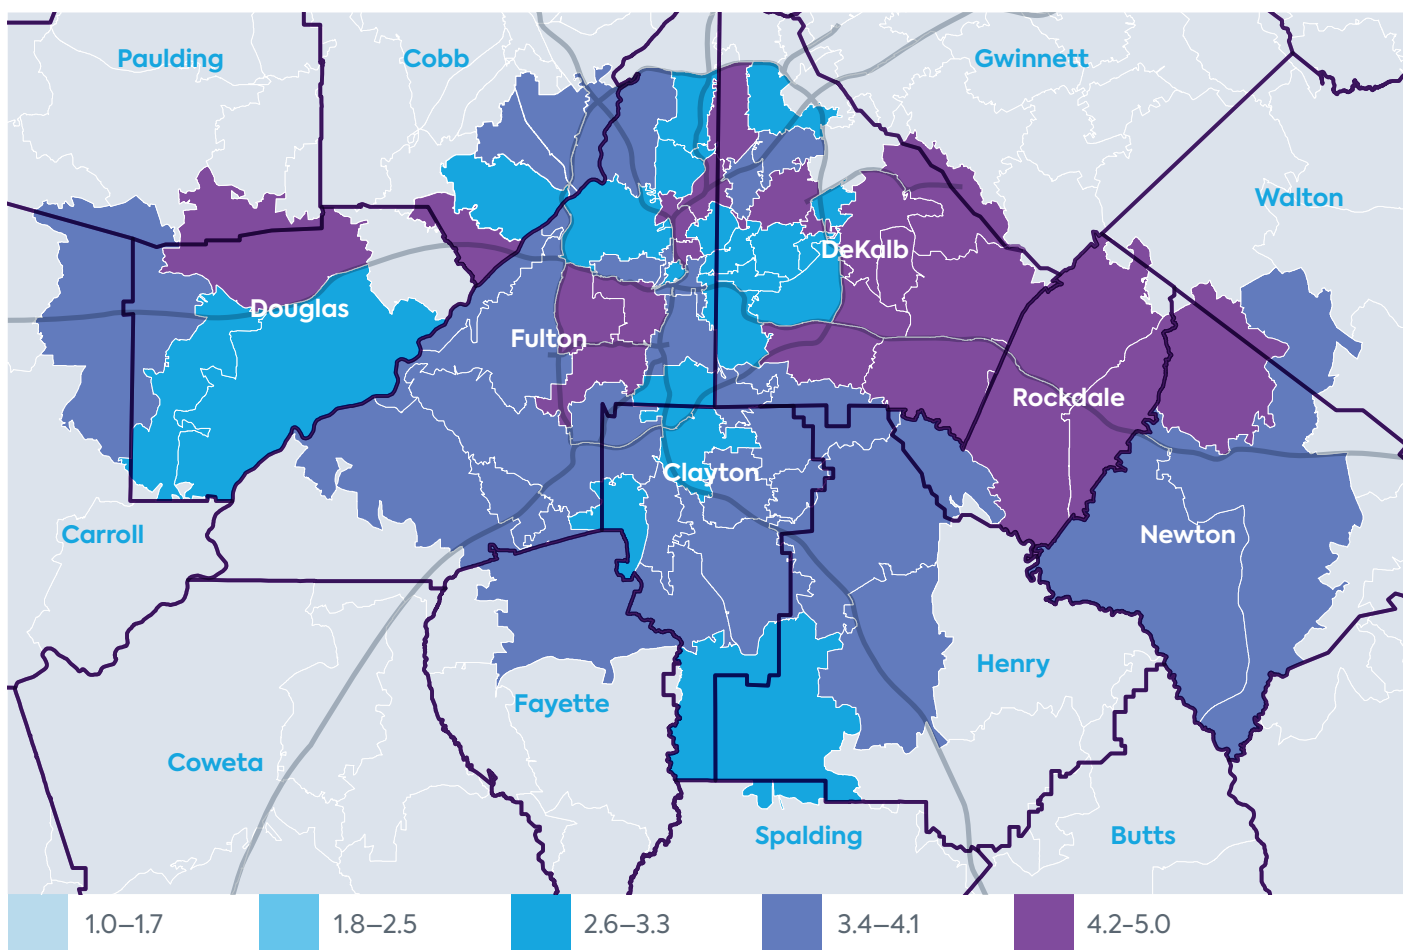 Paulding
Cobb
Gwinnett
Walton
DeKalb
Douglas
Fulton
Rockdale
Clayton
Carroll
Newton
Henry
Fayette
Coweta
Spalding
Butts
1.0–1.7
1.8–2.5
2.6–3.3
3.4–4.1
4.2-5.0